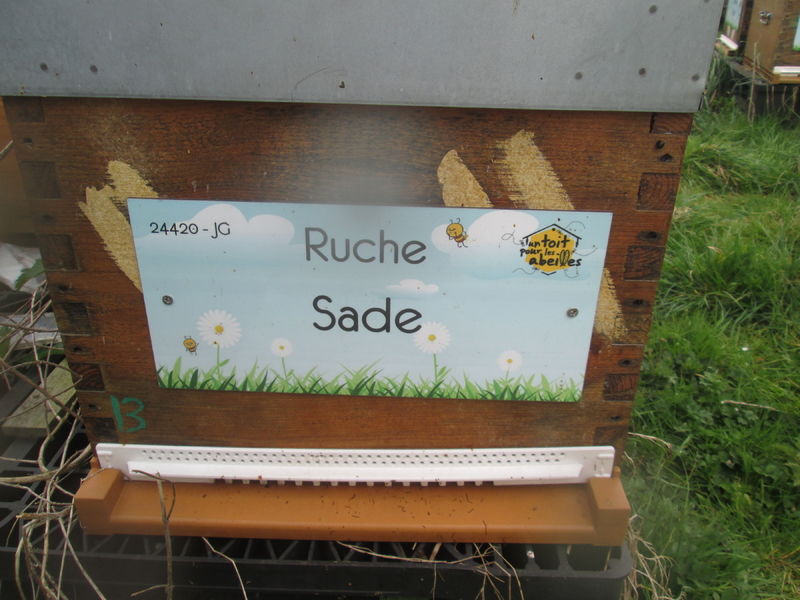 24420 - JG
Ruche
Sade
un toit
pour les
abeilles
13